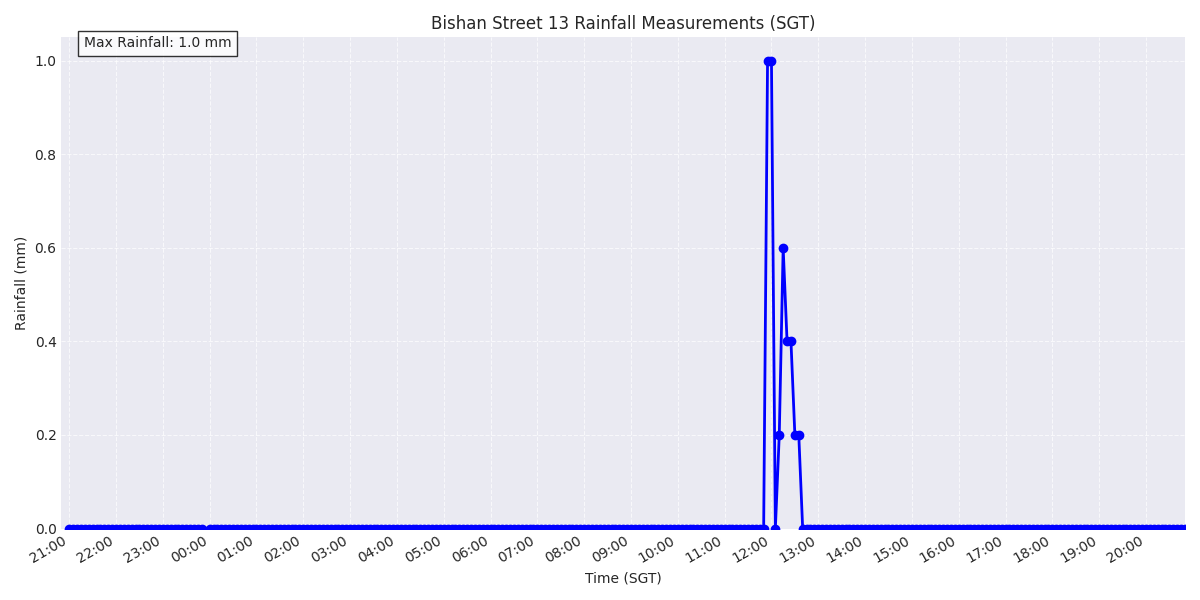 Bishan Street 13 Rainfall Measurements (SGT)
Max Rainfall: 1.0 mm
1.0
0.8
0.6
0.4
0.2
0.0
Rainfall (mm)
21:00 22:00 23:00 00:00 01:00 02:00 03:00 04:00 05:00 06:00 07:00 08:00 09:00 10:00 11:00 12:00 13:00 14:00 15:00 16:00 17:00 18:00 19:00 20:00
Time (SGT)